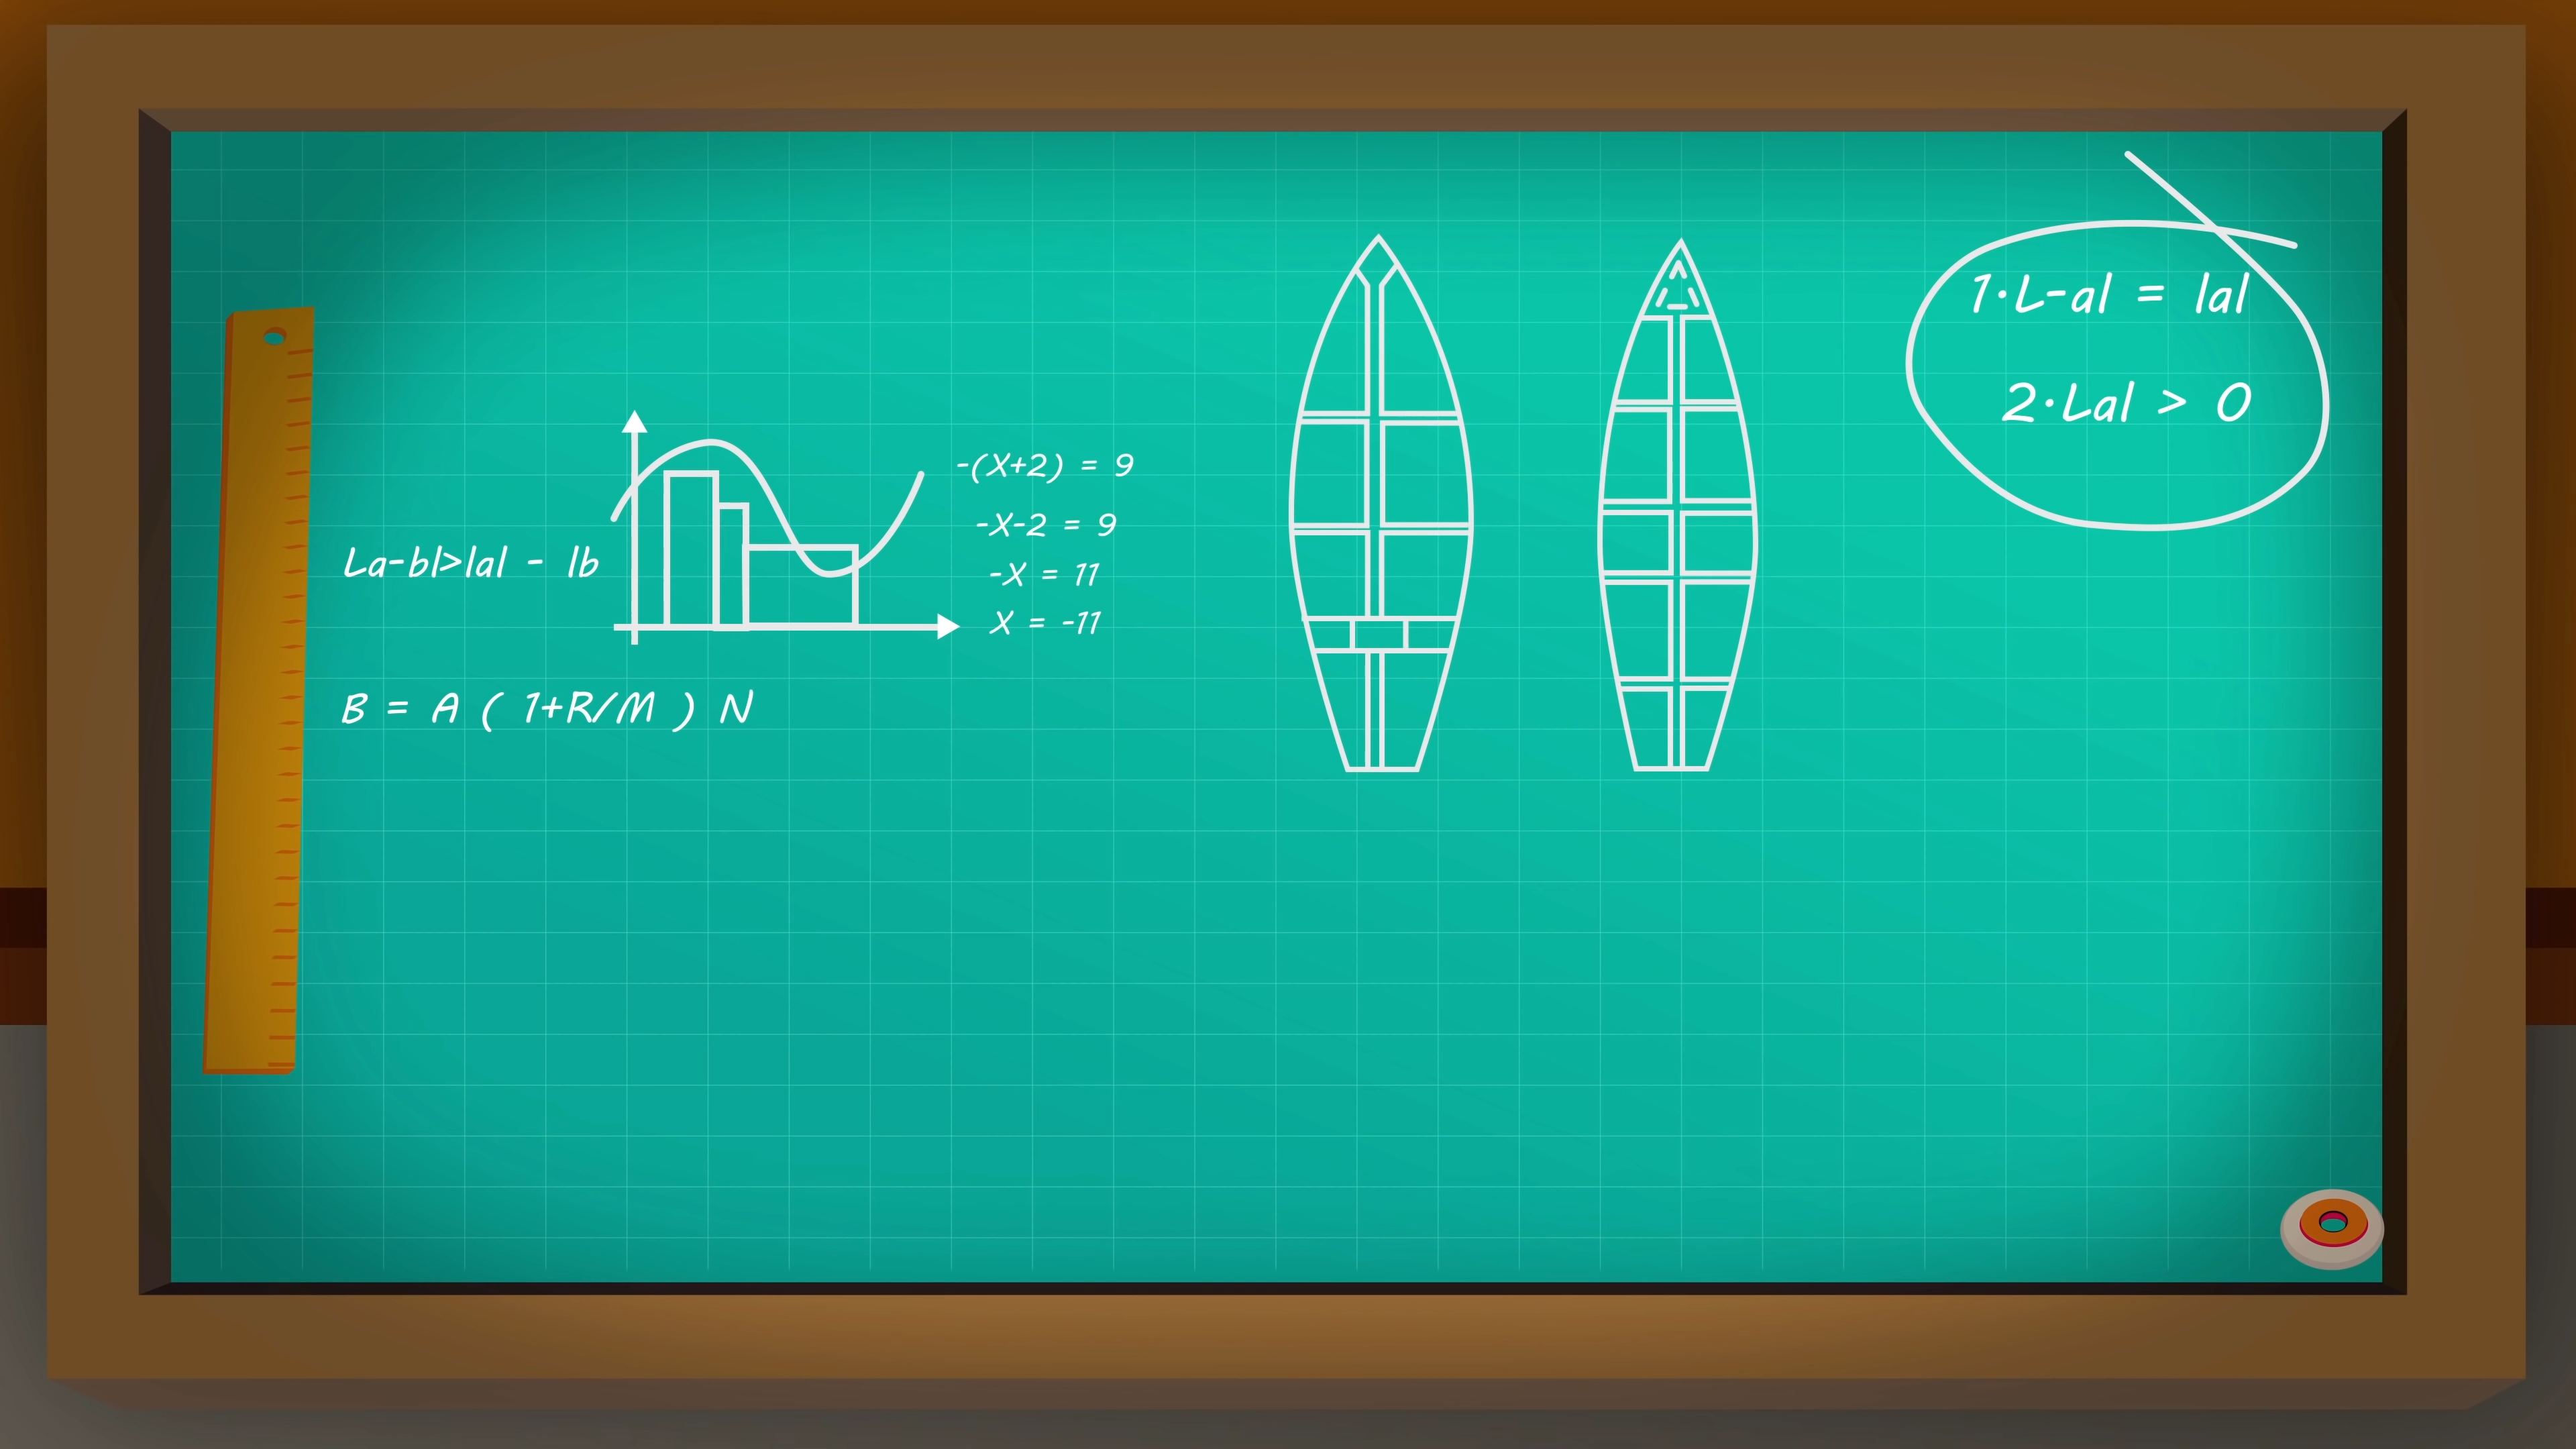 La-bl>lal - lb
B = A ( 1+R/M ) N
-(X+2) = 9
-X-2 = 9
-X = 11
X = -11
1·L-al = lal
2·Lal > 0